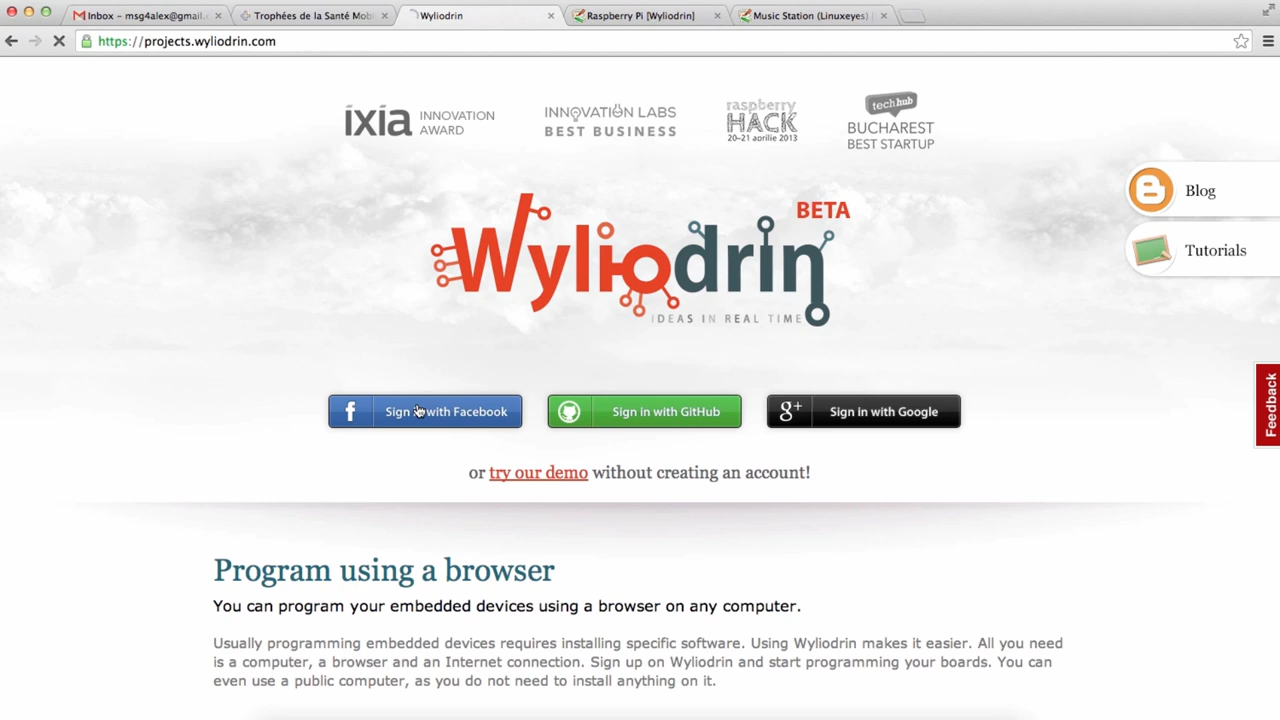 Inbox – msg4alex@gmail.c
Trophées de la Santé Mobi
Wyliodrin
Raspberry Pi [Wyliodrin]
Music Station (Linuxeyes)
https://projects.wyliodrin.com
ixia INNOVATION AWARD
INNOVATION LABS
BEST BUSINESS
raspberry
HACK
20–21 aprilie 2013
techhub
BUCHAREST
BEST STARTUP
Blog
Tutorials
BETA
Wyliodrin
IDEAS IN REAL TIME
Feedback
Sign in with Facebook
Sign in with GitHub
g+ Sign in with Google
or try our demo without creating an account!
Program using a browser
You can program your embedded devices using a browser on any computer.
Usually programming embedded devices requires installing specific software. Using Wyliodrin makes it easier. All you need
is a computer, a browser and an Internet connection. Sign up on Wyliodrin and start programming your boards. You can
even use a public computer, as you do not need to install anything on it.